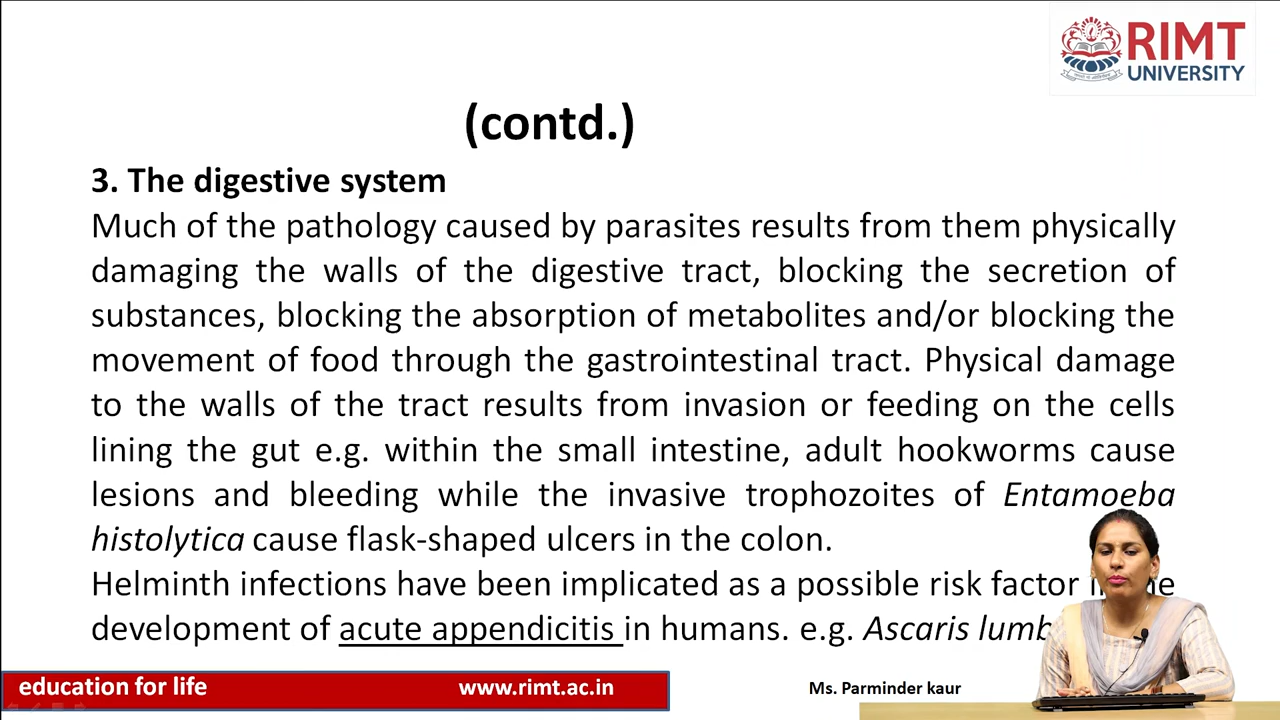 RIMT
UNIVERSITY
(contd.)
3. The digestive system
Much of the pathology caused by parasites results from them physically
damaging the walls of the digestive tract, blocking the secretion of
substances, blocking the absorption of metabolites and/or blocking the
movement of food through the gastrointestinal tract. Physical damage
to the walls of the tract results from invasion or feeding on the cells
lining the gut e.g. within the small intestine, adult hookworms cause
lesions and bleeding while the invasive trophozoites of Entamoeba
histolytica cause flask-shaped ulcers in the colon.
Helminth infections have been implicated as a possible risk factor
development of acute appendicitis in humans. e.g. Ascaris
education for life
www.rimt.ac.in
Ms. Parminder kaur